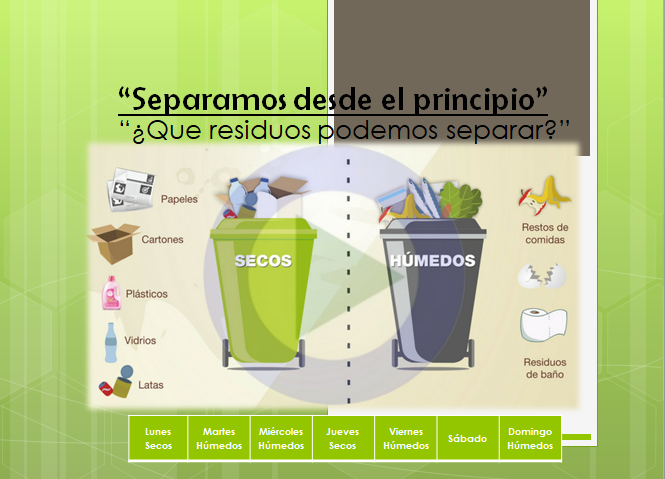 “Separamos desde el principio”
“¿Que residuos podemos separar?”
Papeles
Cartones
Plásticos
Vidrios
Latas
SECOS
HÚMEDOS
Restos de
comidas
Residuos
de baño
Lunes Martes Miércoles Jueves Viernes Sábado Domingo
Secos Húmedos Húmedos Secos Húmedos Húmedos